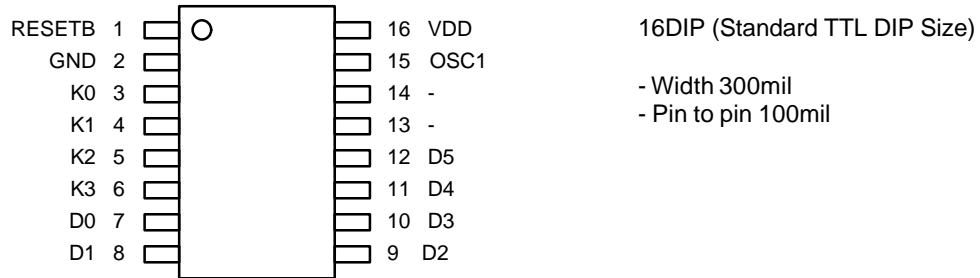 RESETB 1 16 VDD
GND 2 15 OSC1
K0 3 14 -
K1 4 13 -
K2 5 12 D5
K3 6 11 D4
D0 7 10 D3
D1 8 9 D2
16DIP (Standard TTL DIP Size)
- Width 300mil
- Pin to pin 100mil